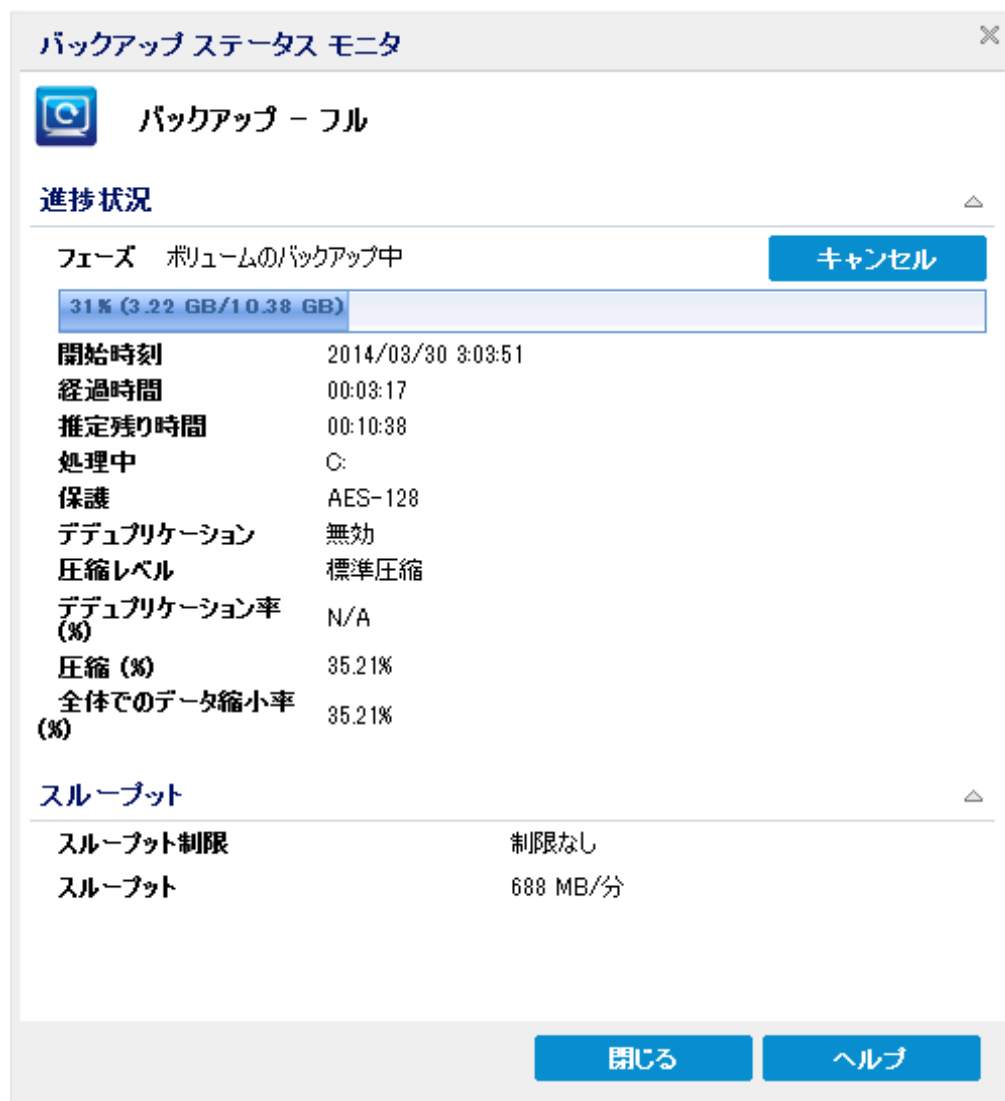 バックアップ ステータス モニタ
バックアップ － フル
進捗状況
フェーズ ボリュームのバックアップ中 キャンセル
31% (3.22 GB/10.38 GB)
開始時刻 2014/03/30 3:03:51
経過時間 00:03:17
推定残り時間 00:10:38
処理中 C:
保護 AES-128
デデュプリケーション 無効
圧縮レベル 標準圧縮
デデュプリケーション率
(%) N/A
圧縮 (%) 35.21%
全体でのデータ縮小率
(%) 35.21%
スループット
スループット制限 制限なし
スループット 688 MB/分
閉じる ヘルプ